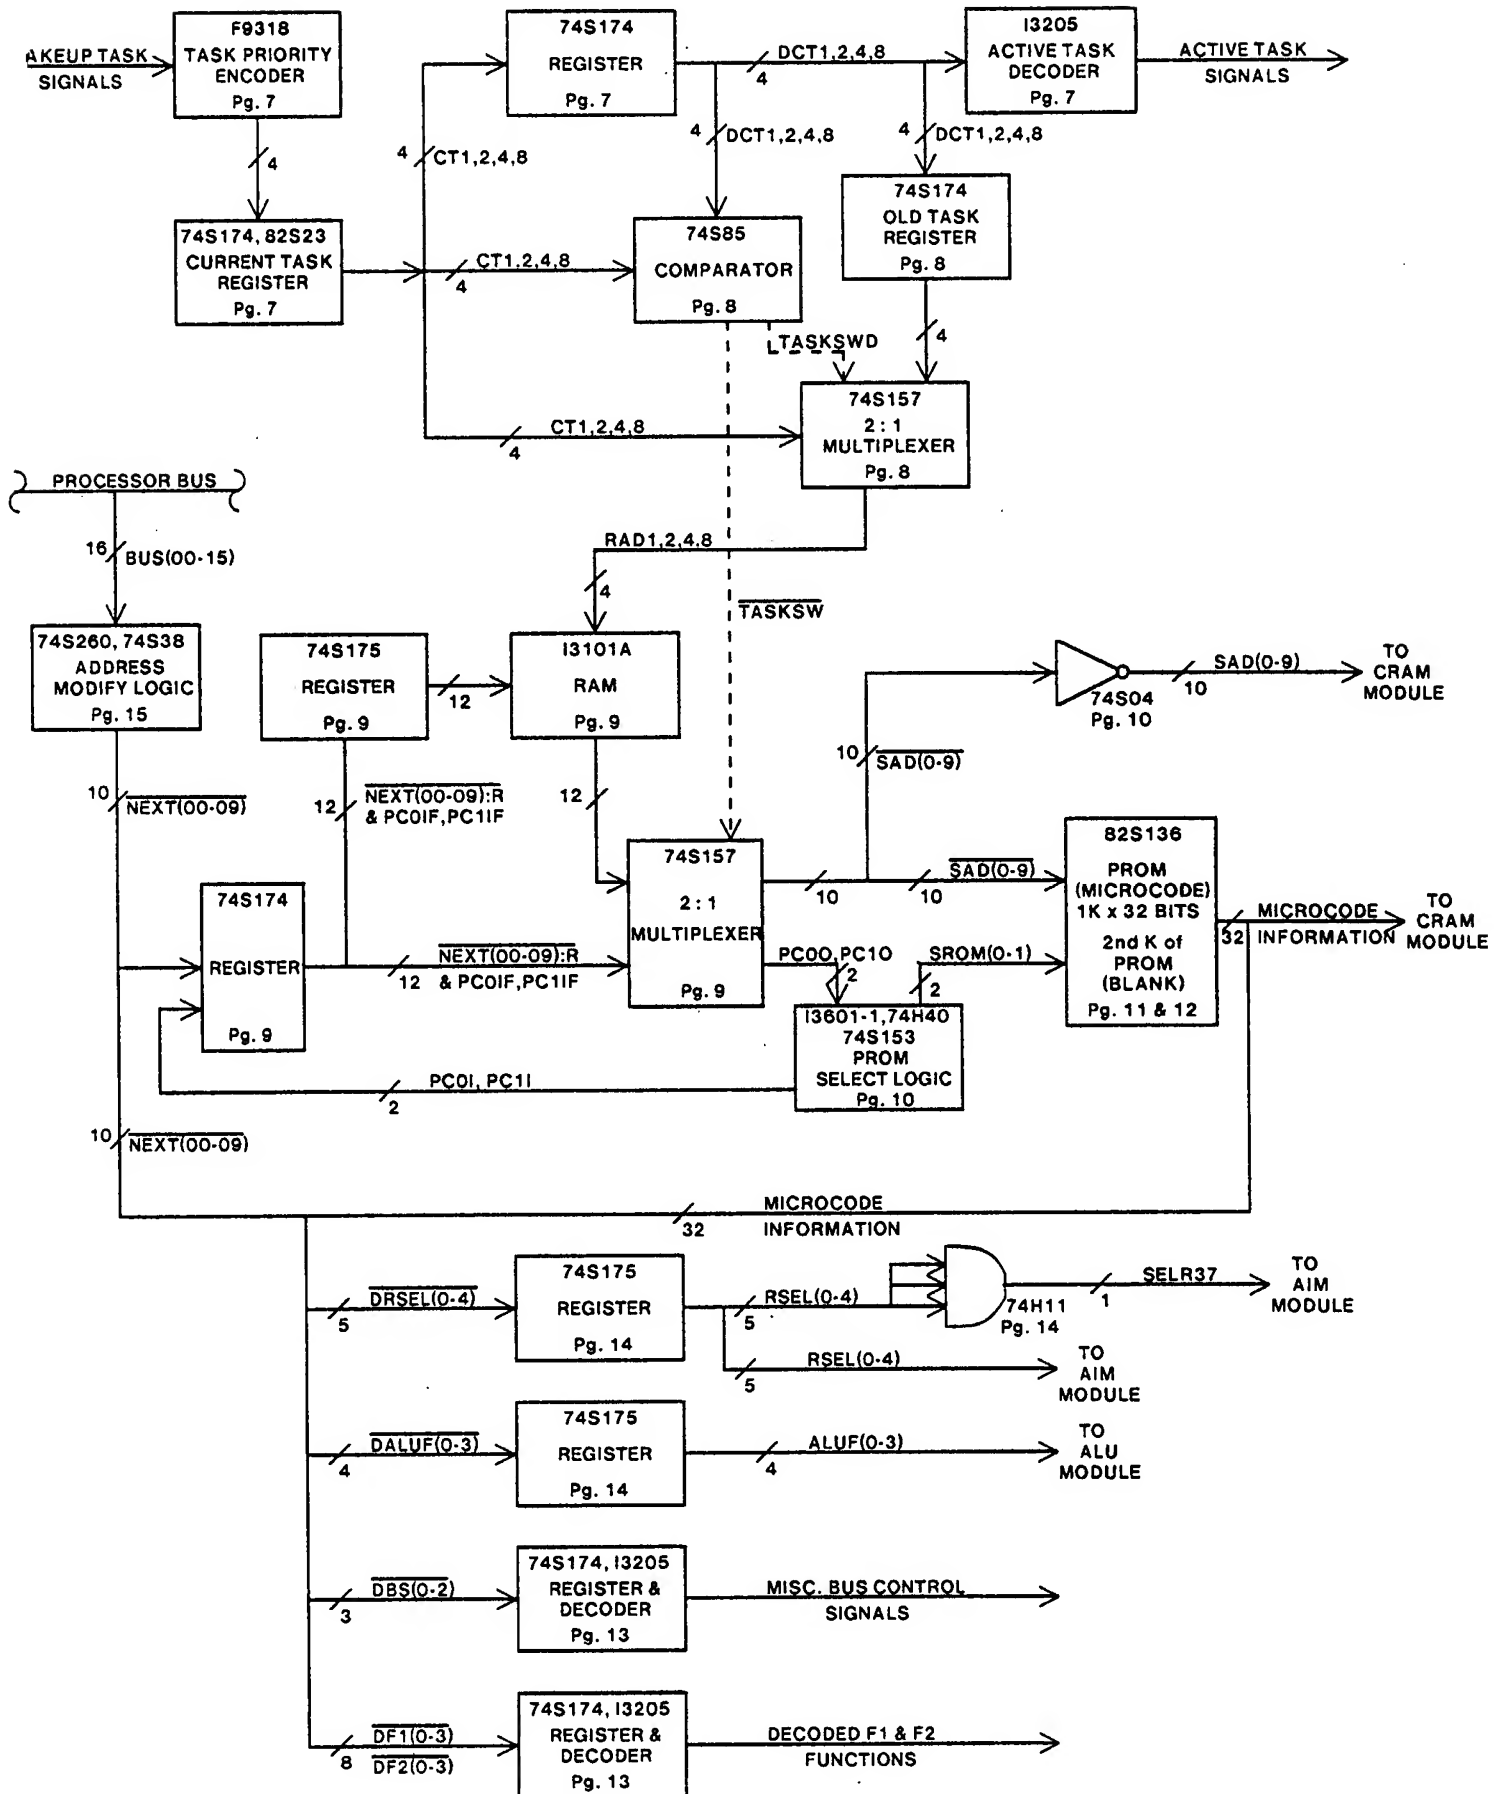 AKEUP TASK
SIGNALS
F9318
TASK PRIORITY
ENCODER
Pg. 7
74S174
REGISTER
Pg. 7
DCT1,2,4,8
4
I3205
ACTIVE TASK
DECODER
Pg. 7
ACTIVE TASK
SIGNALS
4
4
CT1,2,4,8
4
DCT1,2,4,8
4
DCT1,2,4,8
74S174, 82S23
CURRENT TASK
REGISTER
Pg. 7
CT1,2,4,8
4
74S85
COMPARATOR
Pg. 8
74S174
OLD TASK
REGISTER
Pg. 8
TASKSWD
4
CT1,2,4,8
4
74S157
2 : 1
MULTIPLEXER
Pg. 8
PROCESSOR BUS
16
BUS(00-15)
RAD1,2,4,8
4
TASKSW
74S260, 74S38
ADDRESS
MODIFY LOGIC
Pg. 15
74S175
REGISTER
Pg. 9
12
I3101A
RAM
Pg. 9
74S04
Pg. 10
SAD(0-9)
10
TO
CRAM
MODULE
10
SAD(0-9)
10
NEXT(00-09)
12
NEXT(00-09):R
& PC0IF,PC1IF
12
74S174
REGISTER
Pg. 9
NEXT(00-09):R
12
& PC0IF,PC1IF
74S157
2 : 1
MULTIPLEXER
Pg. 9
10
SAD(0-9)
10
PC0O,PC1O
2
SROM(0-1)
2
82S136
PROM
(MICROCODE)
1K x 32 BITS
2nd K of
PROM
(BLANK)
Pg. 11 & 12
32
MICROCODE
INFORMATION
TO
CRAM
MODULE
I3601-1,74H40
74S153
PROM
SELECT LOGIC
Pg. 10
PC0I, PC1I
2
10
NEXT(00-09)
MICROCODE
32
INFORMATION
DRSEL(0-4)
5
74S175
REGISTER
Pg. 14
RSEL(0-4)
5
74H11
Pg. 14
SELR37
1
TO
AIM
MODULE
RSEL(0-4)
5
TO
AIM
MODULE
DALUF(0-3)
4
74S175
REGISTER
Pg. 14
ALUF(0-3)
4
TO
ALU
MODULE
DBS(0-2)
3
74S174, I3205
REGISTER &
DECODER
Pg. 13
MISC. BUS CONTROL
SIGNALS
DF1(0-3)
8
DF2(0-3)
74S174, I3205
REGISTER &
DECODER
Pg. 13
DECODED F1 & F2
FUNCTIONS